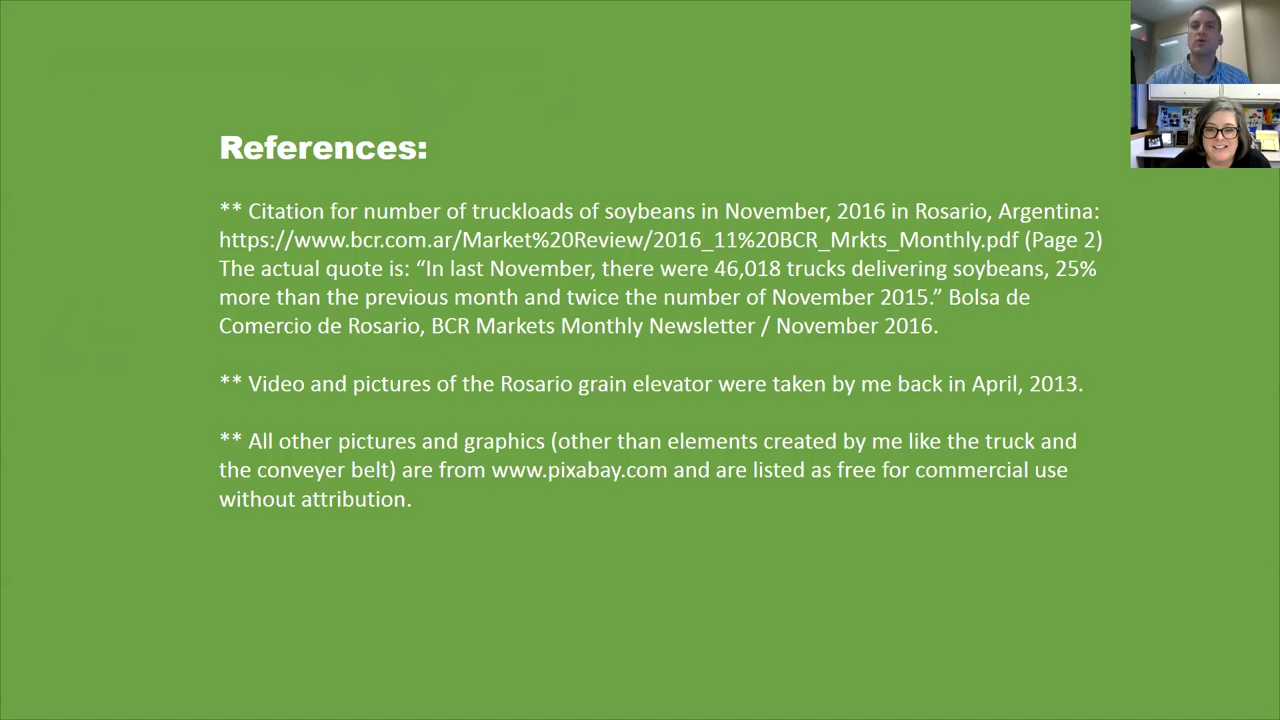 References:
** Citation for number of truckloads of soybeans in November, 2016 in Rosario, Argentina:
https://www.bcr.com.ar/Market%20Review/2016_11%20BCR_Mrkts_Monthly.pdf (Page 2)
The actual quote is: “In last November, there were 46,018 trucks delivering soybeans, 25%
more than the previous month and twice the number of November 2015.” Bolsa de
Comercio de Rosario, BCR Markets Monthly Newsletter / November 2016.
** Video and pictures of the Rosario grain elevator were taken by me back in April, 2013.
** All other pictures and graphics (other than elements created by me like the truck and
the conveyer belt) are from www.pixabay.com and are listed as free for commercial use
without attribution.